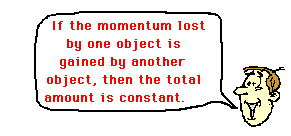 If the momentum lost
by one object is
gained by another
object, then the total
amount is constant.